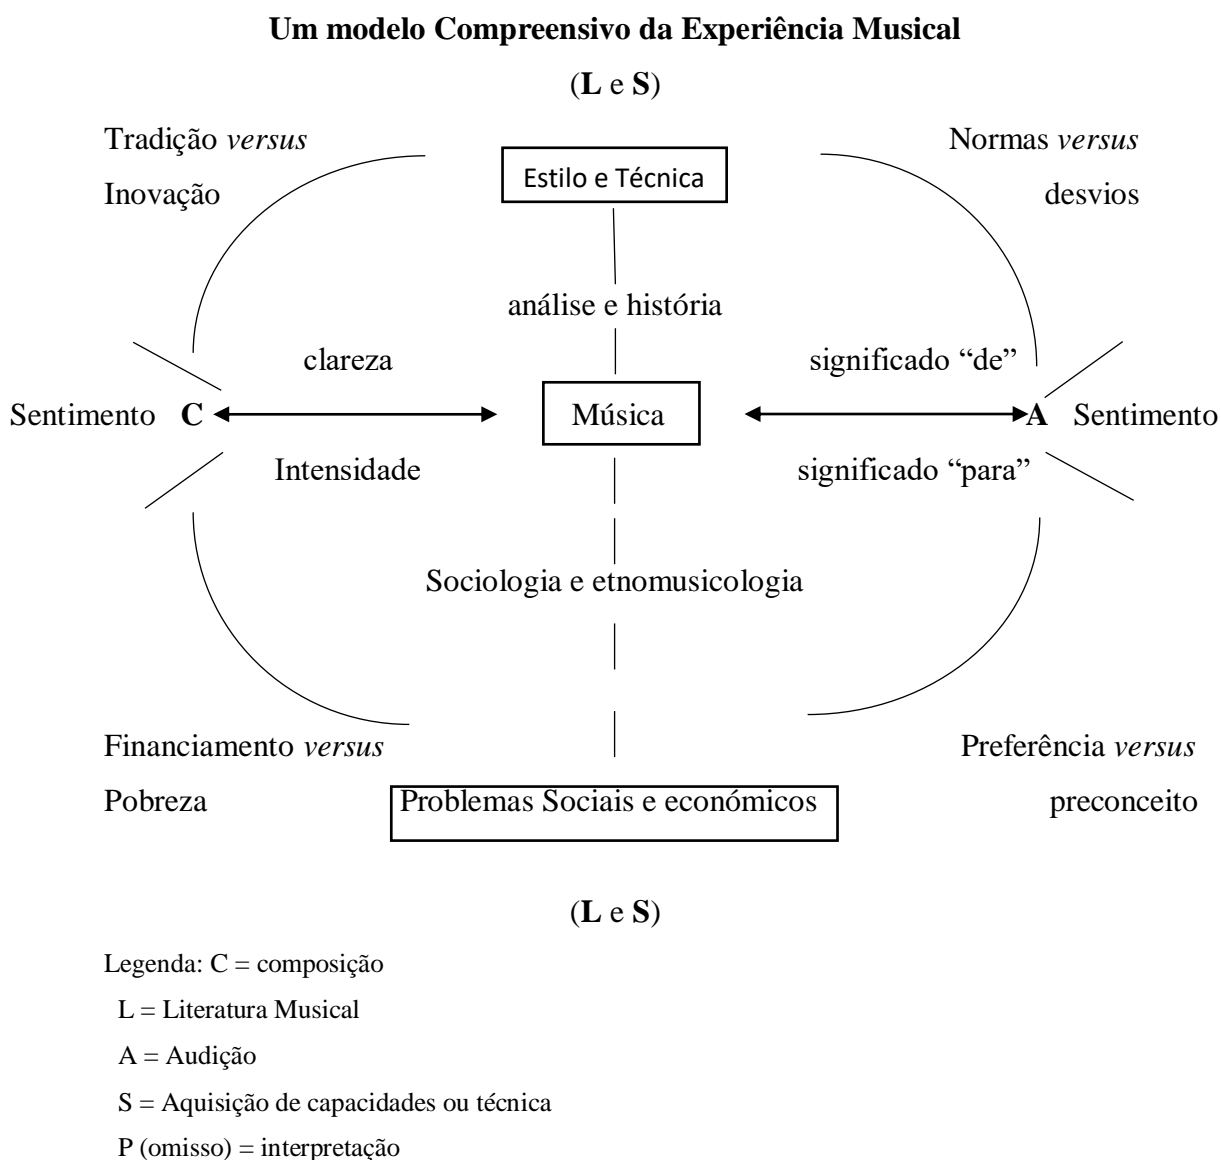 Um modelo Compreensivo da Experiência Musical
(L e S)
Tradição versus
Inovação
Estilo e Técnica
Normas versus
desvios
análise e história
clareza
significado “de”
Sentimento C
Música
A Sentimento
Intensidade
significado “para”
Sociologia e etnomusicologia
Financiamento versus
Pobreza
Problemas Sociais e económicos
Preferência versus
preconceito
(L e S)
Legenda: C = composição
L = Literatura Musical
A = Audição
S = Aquisição de capacidades ou técnica
P (omisso) = interpretação